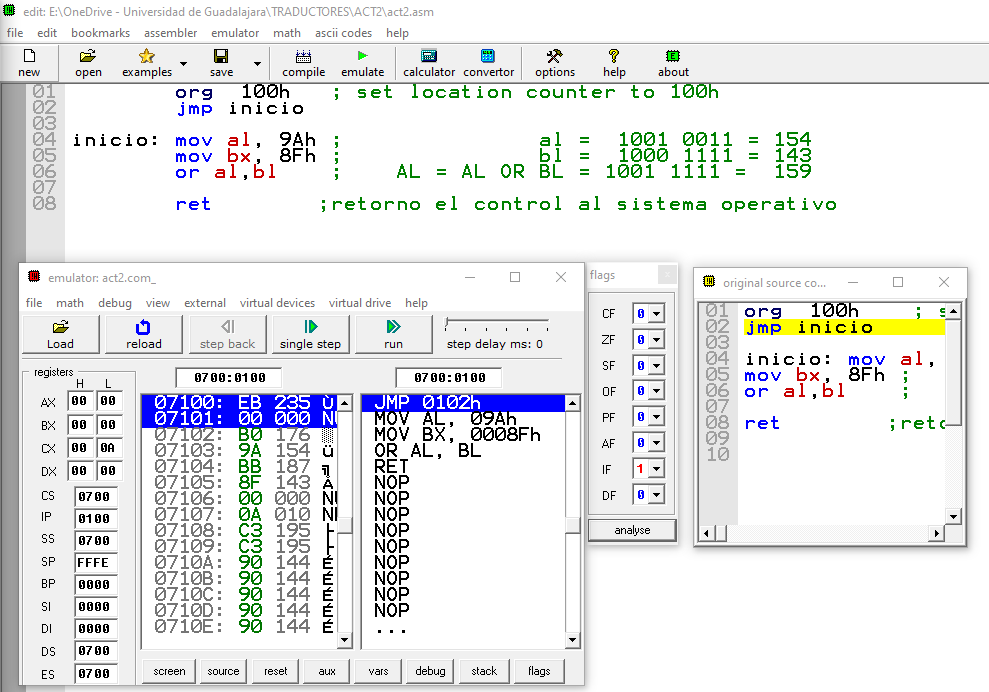 edit: E:\OneDrive - Universidad de Guadalajara\TRADUCTORES\ACT2\act2.asm
file edit bookmarks assembler emulator math ascii codes help
new open examples save compile emulate calculator convertor options help about
01 org 100h ; set location counter to 100h
02 jmp inicio
03
04 inicio: mov al, 9Ah ; al = 1001 0011 = 154
05 mov bx, 8Fh ; bl = 1000 1111 = 143
06 or al,bl ; AL = AL OR BL = 1001 1111 = 159
07
08 ret ;retorno el control al sistema operativo
emulator: act2.com_
file math debug view external virtual devices virtual drive help
Load reload step back single step run step delay ms: 0
registers
H L
AX 00 00
BX 00 00
CX 00 0A
DX 00 00
CS 0700
IP 0100
SS 0700
SP FFFE
BP 0000
SI 0000
DI 0000
DS 0700
ES 0700
0700:0100
07100: EB 235 ù
07101: 00 000 NU
07102: B0 176 ░
07103: 9A 154 Ü
07104: BB 187 ╗
07105: 8F 143 Å
07106: 00 000 NU
07107: 0A 010 NU
07108: C3 195 ├
07109: C3 195 ├
0710A: 90 144 É
0710B: 90 144 É
0710C: 90 144 É
0710D: 90 144 É
0710E: 90 144 É
0700:0100
JMP 0102h
MOV AL, 09Ah
MOV BX, 0008Fh
OR AL, BL
RET
NOP
NOP
NOP
NOP
NOP
NOP
NOP
NOP
NOP
...
screen source reset aux vars debug stack flags
flags
CF 0
ZF 0
SF 0
OF 0
PF 0
AF 0
IF 1
DF 0
analyse
original source co...
01 org 100h ; s
02 jmp inicio
03
04 inicio: mov al,
05 mov bx, 8Fh ;
06 or al,bl ;
07
08 ret ;reto
09
10